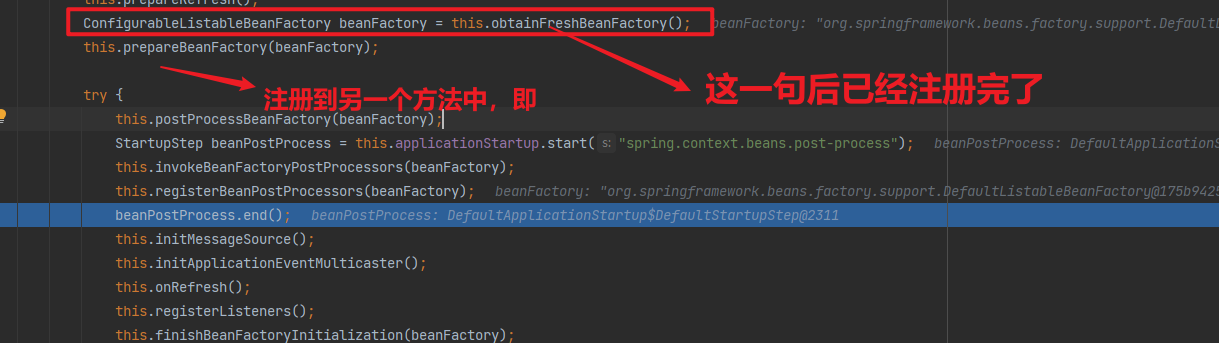 this.prepareRefresh();
ConfigurableListableBeanFactory beanFactory = this.obtainFreshBeanFactory(); beanFactory: "org.springframework.beans.factory.support.DefaultL
this.prepareBeanFactory(beanFactory);
这一句后已经注册完了
try {
注册到另一个方法中，即
this.postProcessBeanFactory(beanFactory);
StartupStep beanPostProcess = this.applicationStartup.start(s: "spring.context.beans.post-process"); beanPostProcess: DefaultApplicationS
this.invokeBeanFactoryPostProcessors(beanFactory);
this.registerBeanPostProcessors(beanFactory); beanFactory: "org.springframework.beans.factory.support.DefaultListableBeanFactory@175b9425
beanPostProcess.end(); beanPostProcess: DefaultApplicationStartup$DefaultStartupStep@2311
this.initMessageSource();
this.initApplicationEventMulticaster();
this.onRefresh();
this.registerListeners();
this.finishBeanFactoryInitialization(beanFactory);